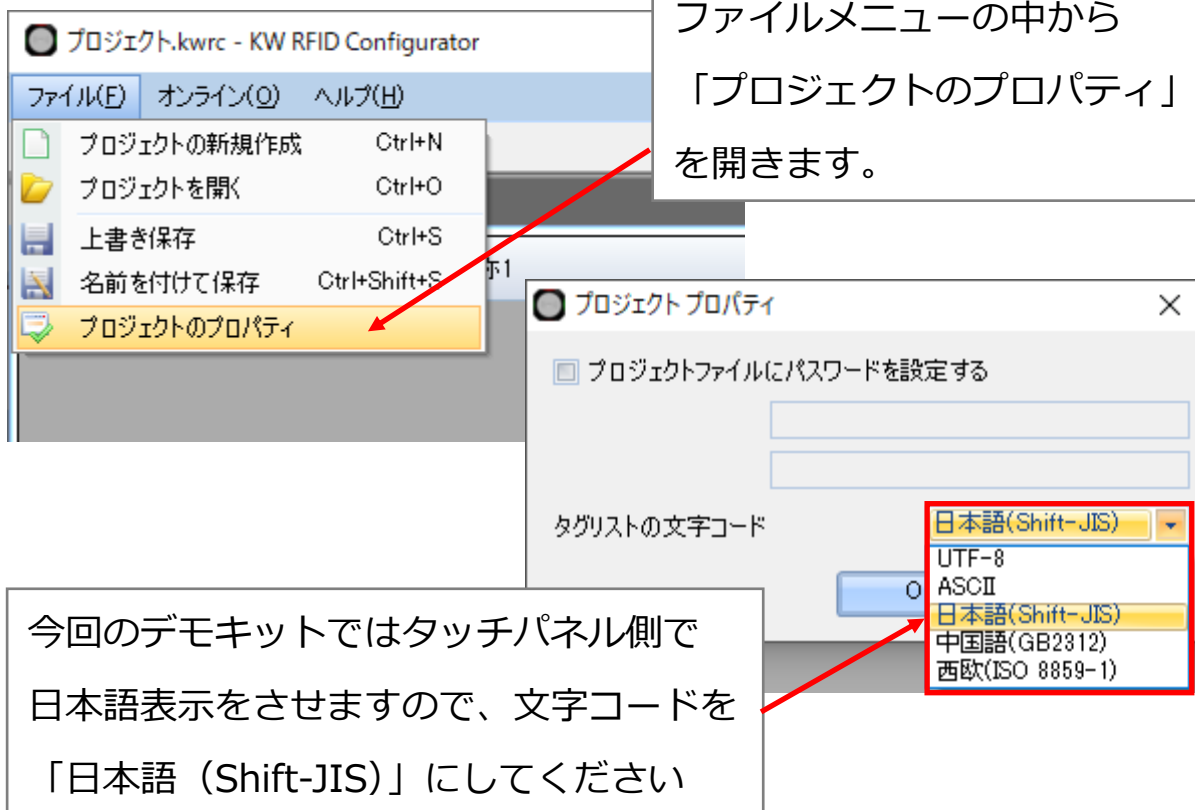 プロジェクト.kwrc - KW RFID Configurator
ファイル(F) オンライン(O) ヘルプ(H)
プロジェクトの新規作成 Ctrl+N
プロジェクトを開く Ctrl+O
上書き保存 Ctrl+S
名前を付けて保存 Ctrl+Shift+S
プロジェクトのプロパティ
ファイルメニューの中から
「プロジェクトのプロパティ」
を開きます。
プロジェクト プロパティ
プロジェクトファイルにパスワードを設定する
タグリストの文字コード 日本語(Shift-JIS)
UTF-8
ASCII
日本語(Shift-JIS)
中国語(GB2312)
西欧(ISO 8859-1)
今回のデモキットではタッチパネル側で
日本語表示をさせますので、文字コードを
「日本語（Shift-JIS）」にしてください